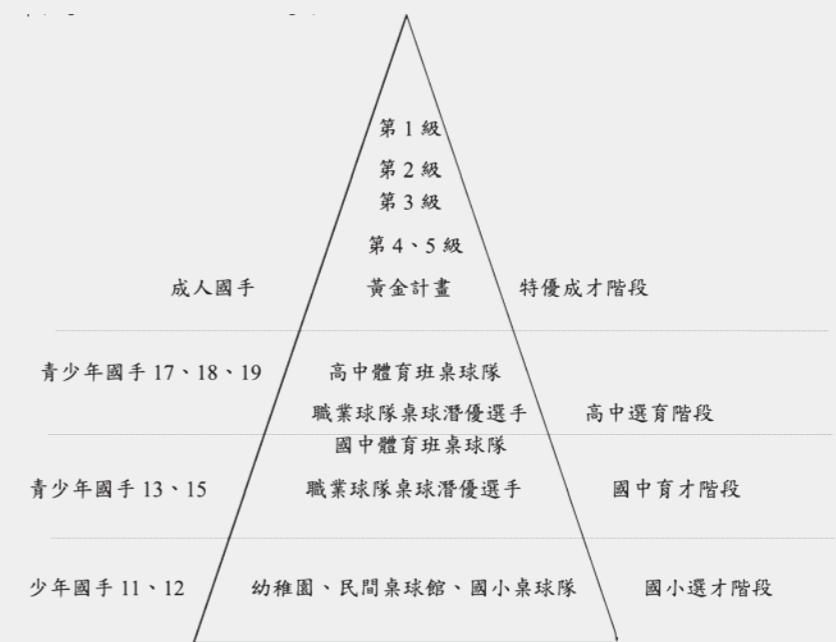 第1級
第2級
第3級
第4、5級
成人國手 黃金計畫 特優成才階段
青少年國手 17、18、19 高中體育班桌球隊
職業球隊桌球潛優選手 高中選育階段
國中體育班桌球隊
青少年國手 13、15 職業球隊桌球潛優選手 國中育才階段
少年國手 11、12 幼稚園、民間桌球館、國小桌球隊 國小選才階段